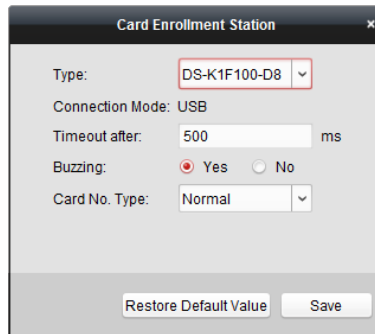 Card Enrollment Station ×
Type: DS-K1F100-D8
Connection Mode: USB
Timeout after: 500 ms
Buzzing: Yes No
Card No. Type: Normal
Restore Default Value Save